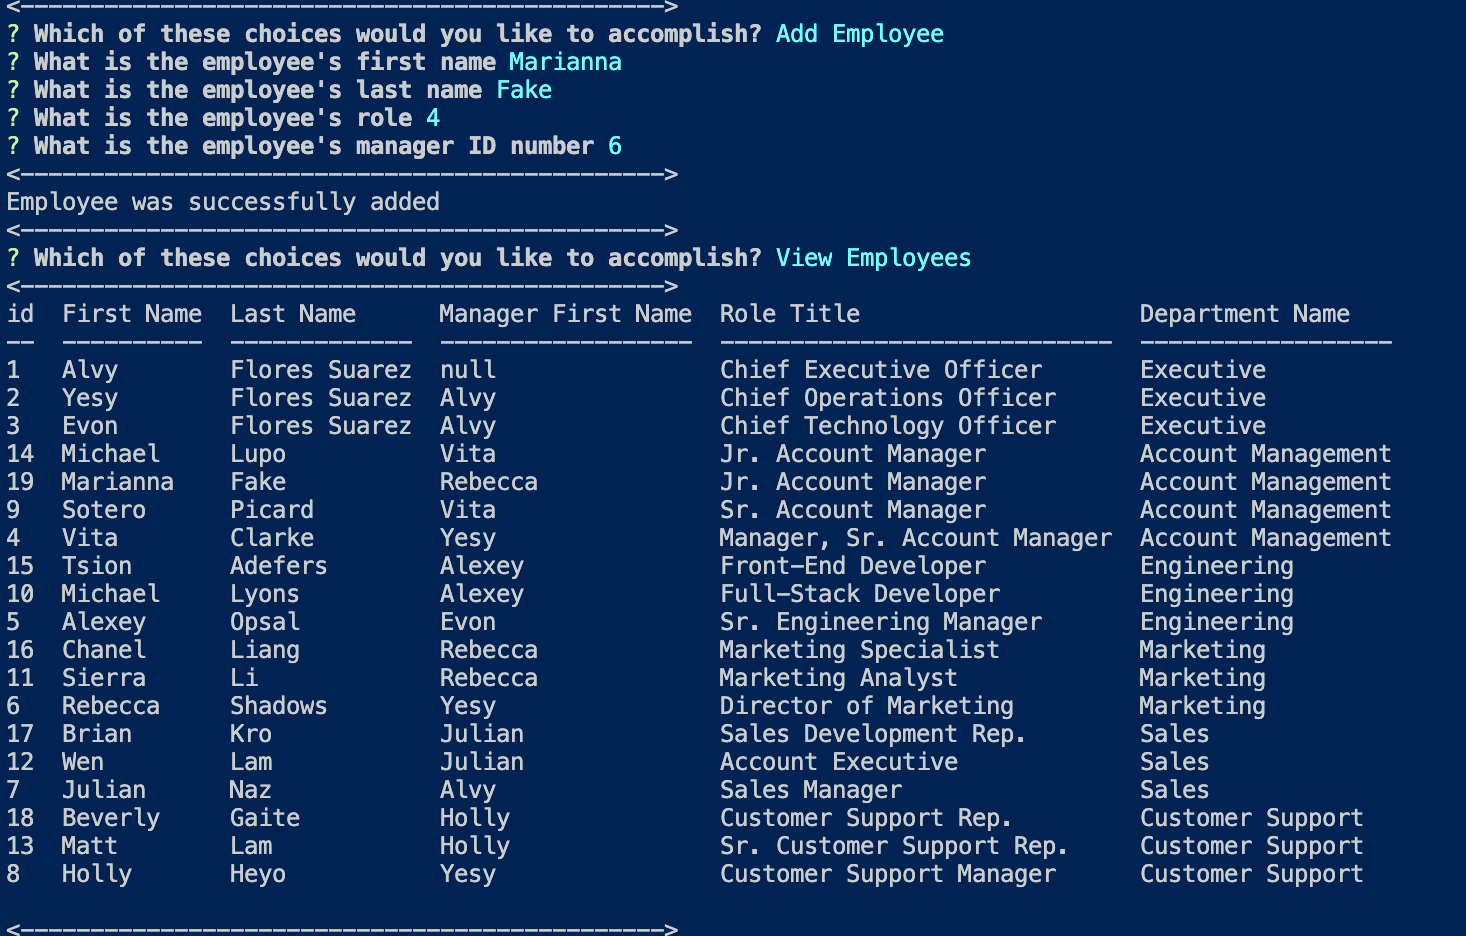 <---------------------------------------------->
? Which of these choices would you like to accomplish? Add Employee
? What is the employee's first name Marianna
? What is the employee's last name Fake
? What is the employee's role 4
? What is the employee's manager ID number 6
<---------------------------------------------->
Employee was successfully added
<---------------------------------------------->
? Which of these choices would you like to accomplish? View Employees
<---------------------------------------------->
id  First Name  Last Name      Manager First Name  Role Title                    Department Name
--  ----------  -------------  ------------------  ----------------------------  ------------------
1   Alvy        Flores Suarez  null                Chief Executive Officer       Executive
2   Yesy        Flores Suarez  Alvy                Chief Operations Officer      Executive
3   Evon        Flores Suarez  Alvy                Chief Technology Officer      Executive
14  Michael     Lupo           Vita                Jr. Account Manager           Account Management
19  Marianna    Fake           Rebecca             Jr. Account Manager           Account Management
9   Sotero      Picard         Vita                Sr. Account Manager           Account Management
4   Vita        Clarke         Yesy                Manager, Sr. Account Manager  Account Management
15  Tsion       Adefers        Alexey              Front-End Developer           Engineering
10  Michael     Lyons          Alexey              Full-Stack Developer          Engineering
5   Alexey      Opsal          Evon                Sr. Engineering Manager       Engineering
16  Chanel      Liang          Rebecca             Marketing Specialist          Marketing
11  Sierra      Li             Rebecca             Marketing Analyst             Marketing
6   Rebecca     Shadows        Yesy                Director of Marketing         Marketing
17  Brian       Kro            Julian              Sales Development Rep.        Sales
12  Wen         Lam            Julian              Account Executive             Sales
7   Julian      Naz            Alvy                Sales Manager                 Sales
18  Beverly     Gaite          Holly               Customer Support Rep.         Customer Support
13  Matt        Lam            Holly               Sr. Customer Support Rep.     Customer Support
8   Holly       Heyo           Yesy                Customer Support Manager      Customer Support
<---------------------------------------------->